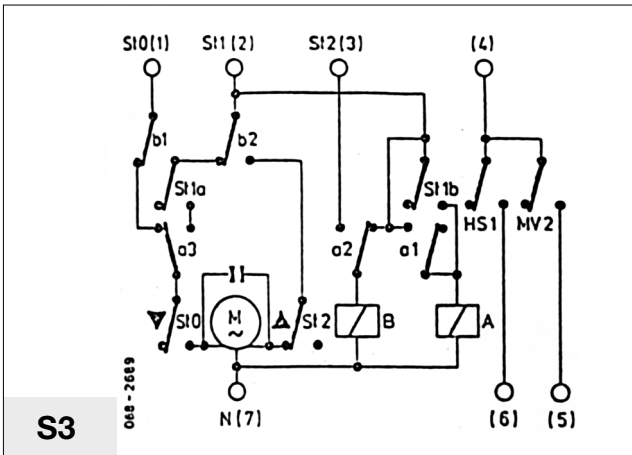 St0(1) St1(2) St2(3) (4)
b1 b2
St1a St1b
HS1 MV2
a3 a2 a1
St0 M ~ St2 B A
N(7) (6) (5)
068-2689
S3